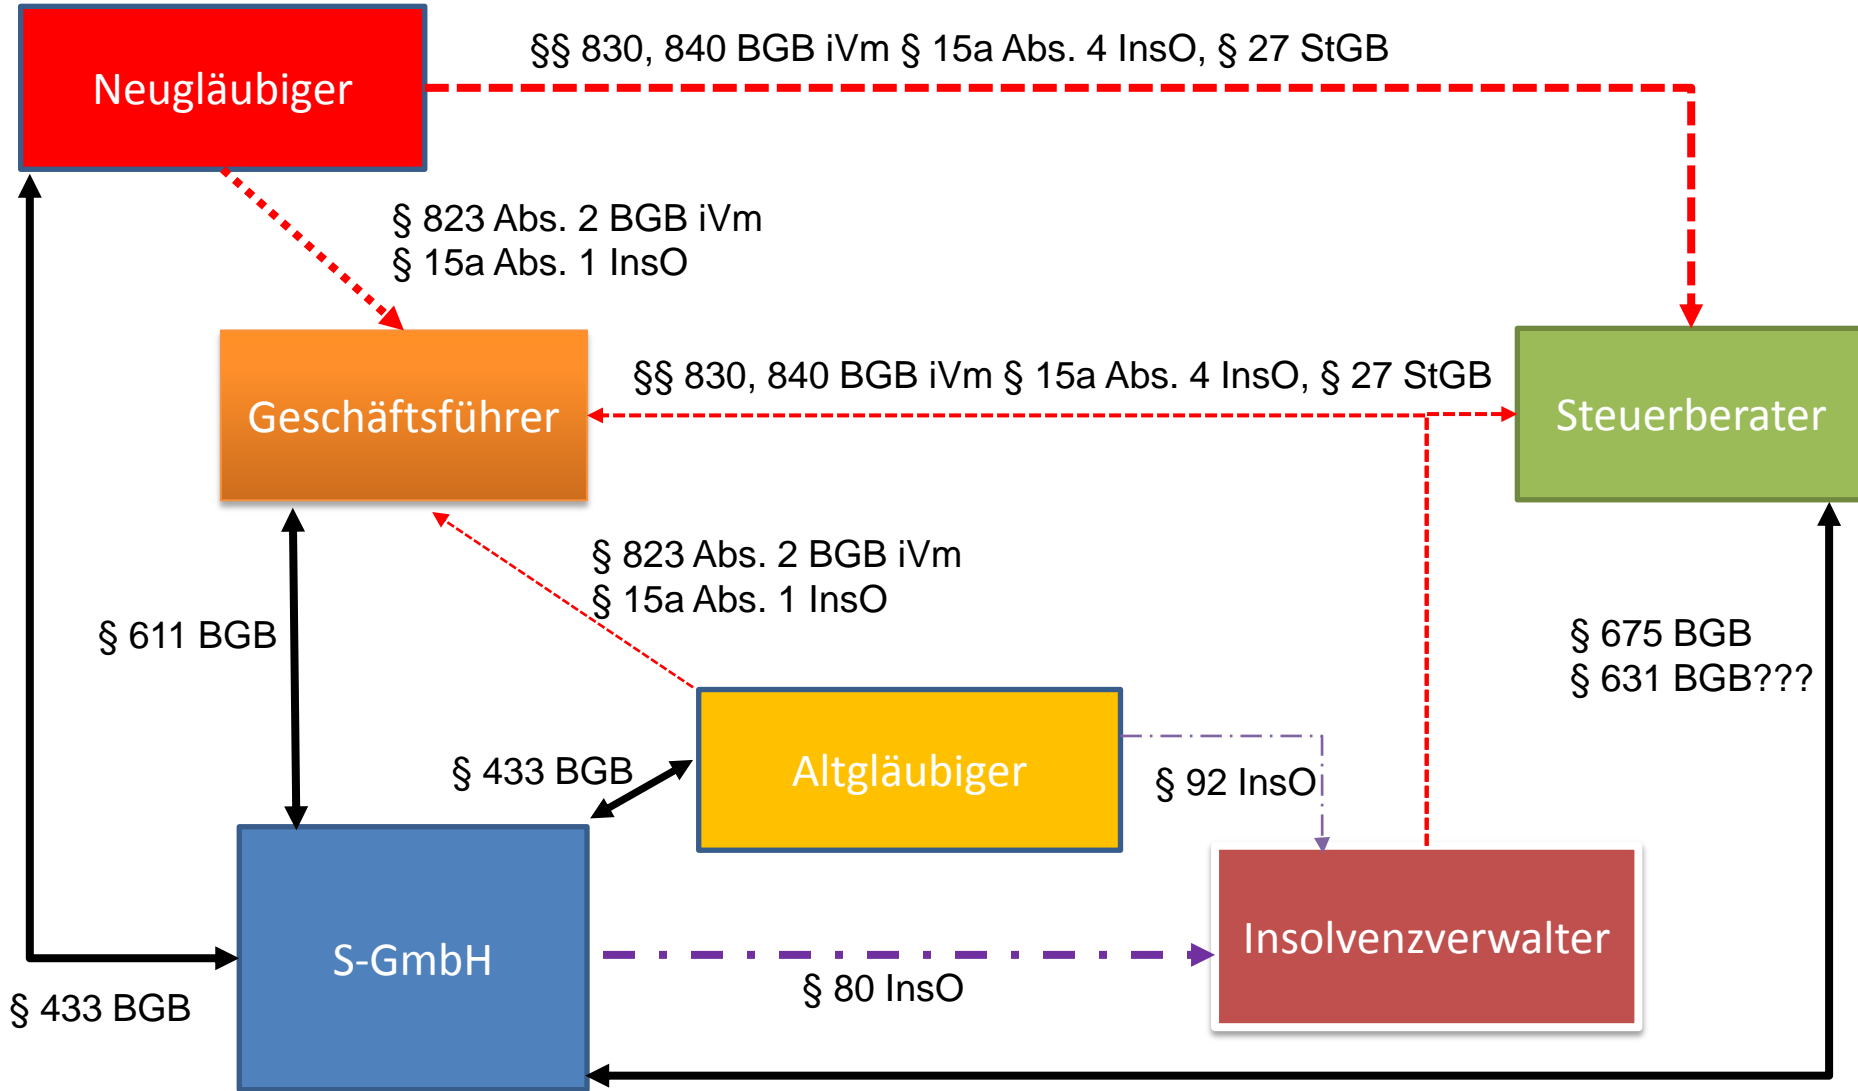 §§ 830, 840 BGB iVm § 15a Abs. 4 InsO, § 27 StGB
Neugläubiger
§ 823 Abs. 2 BGB iVm
§ 15a Abs. 1 InsO
§§ 830, 840 BGB iVm § 15a Abs. 4 InsO, § 27 StGB
Geschäftsführer
Steuerberater
§ 823 Abs. 2 BGB iVm
§ 15a Abs. 1 InsO
§ 611 BGB
§ 675 BGB
§ 631 BGB???
§ 433 BGB
Altgläubiger
§ 92 InsO
S-GmbH
Insolvenzverwalter
§ 80 InsO
§ 433 BGB